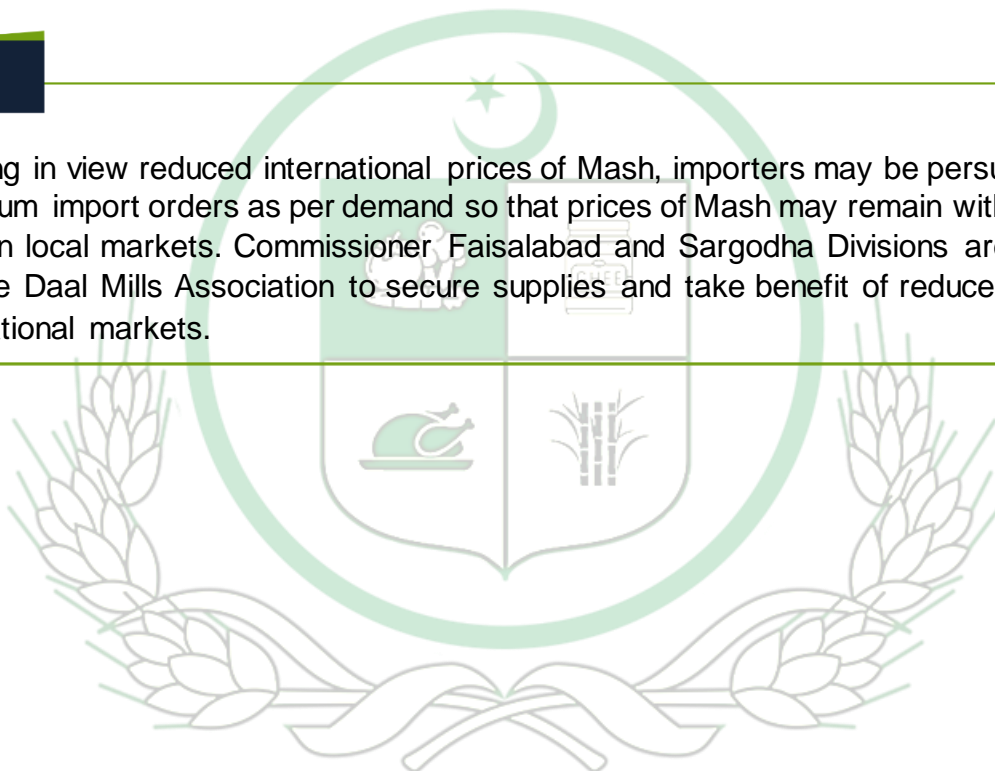 ng in view reduced international prices of Mash, importers may be persu
um import orders as per demand so that prices of Mash may remain with
n local markets. Commissioner Faisalabad and Sargodha Divisions are
e Daal Mills Association to secure supplies and take benefit of reduce
tional markets.
GHEE